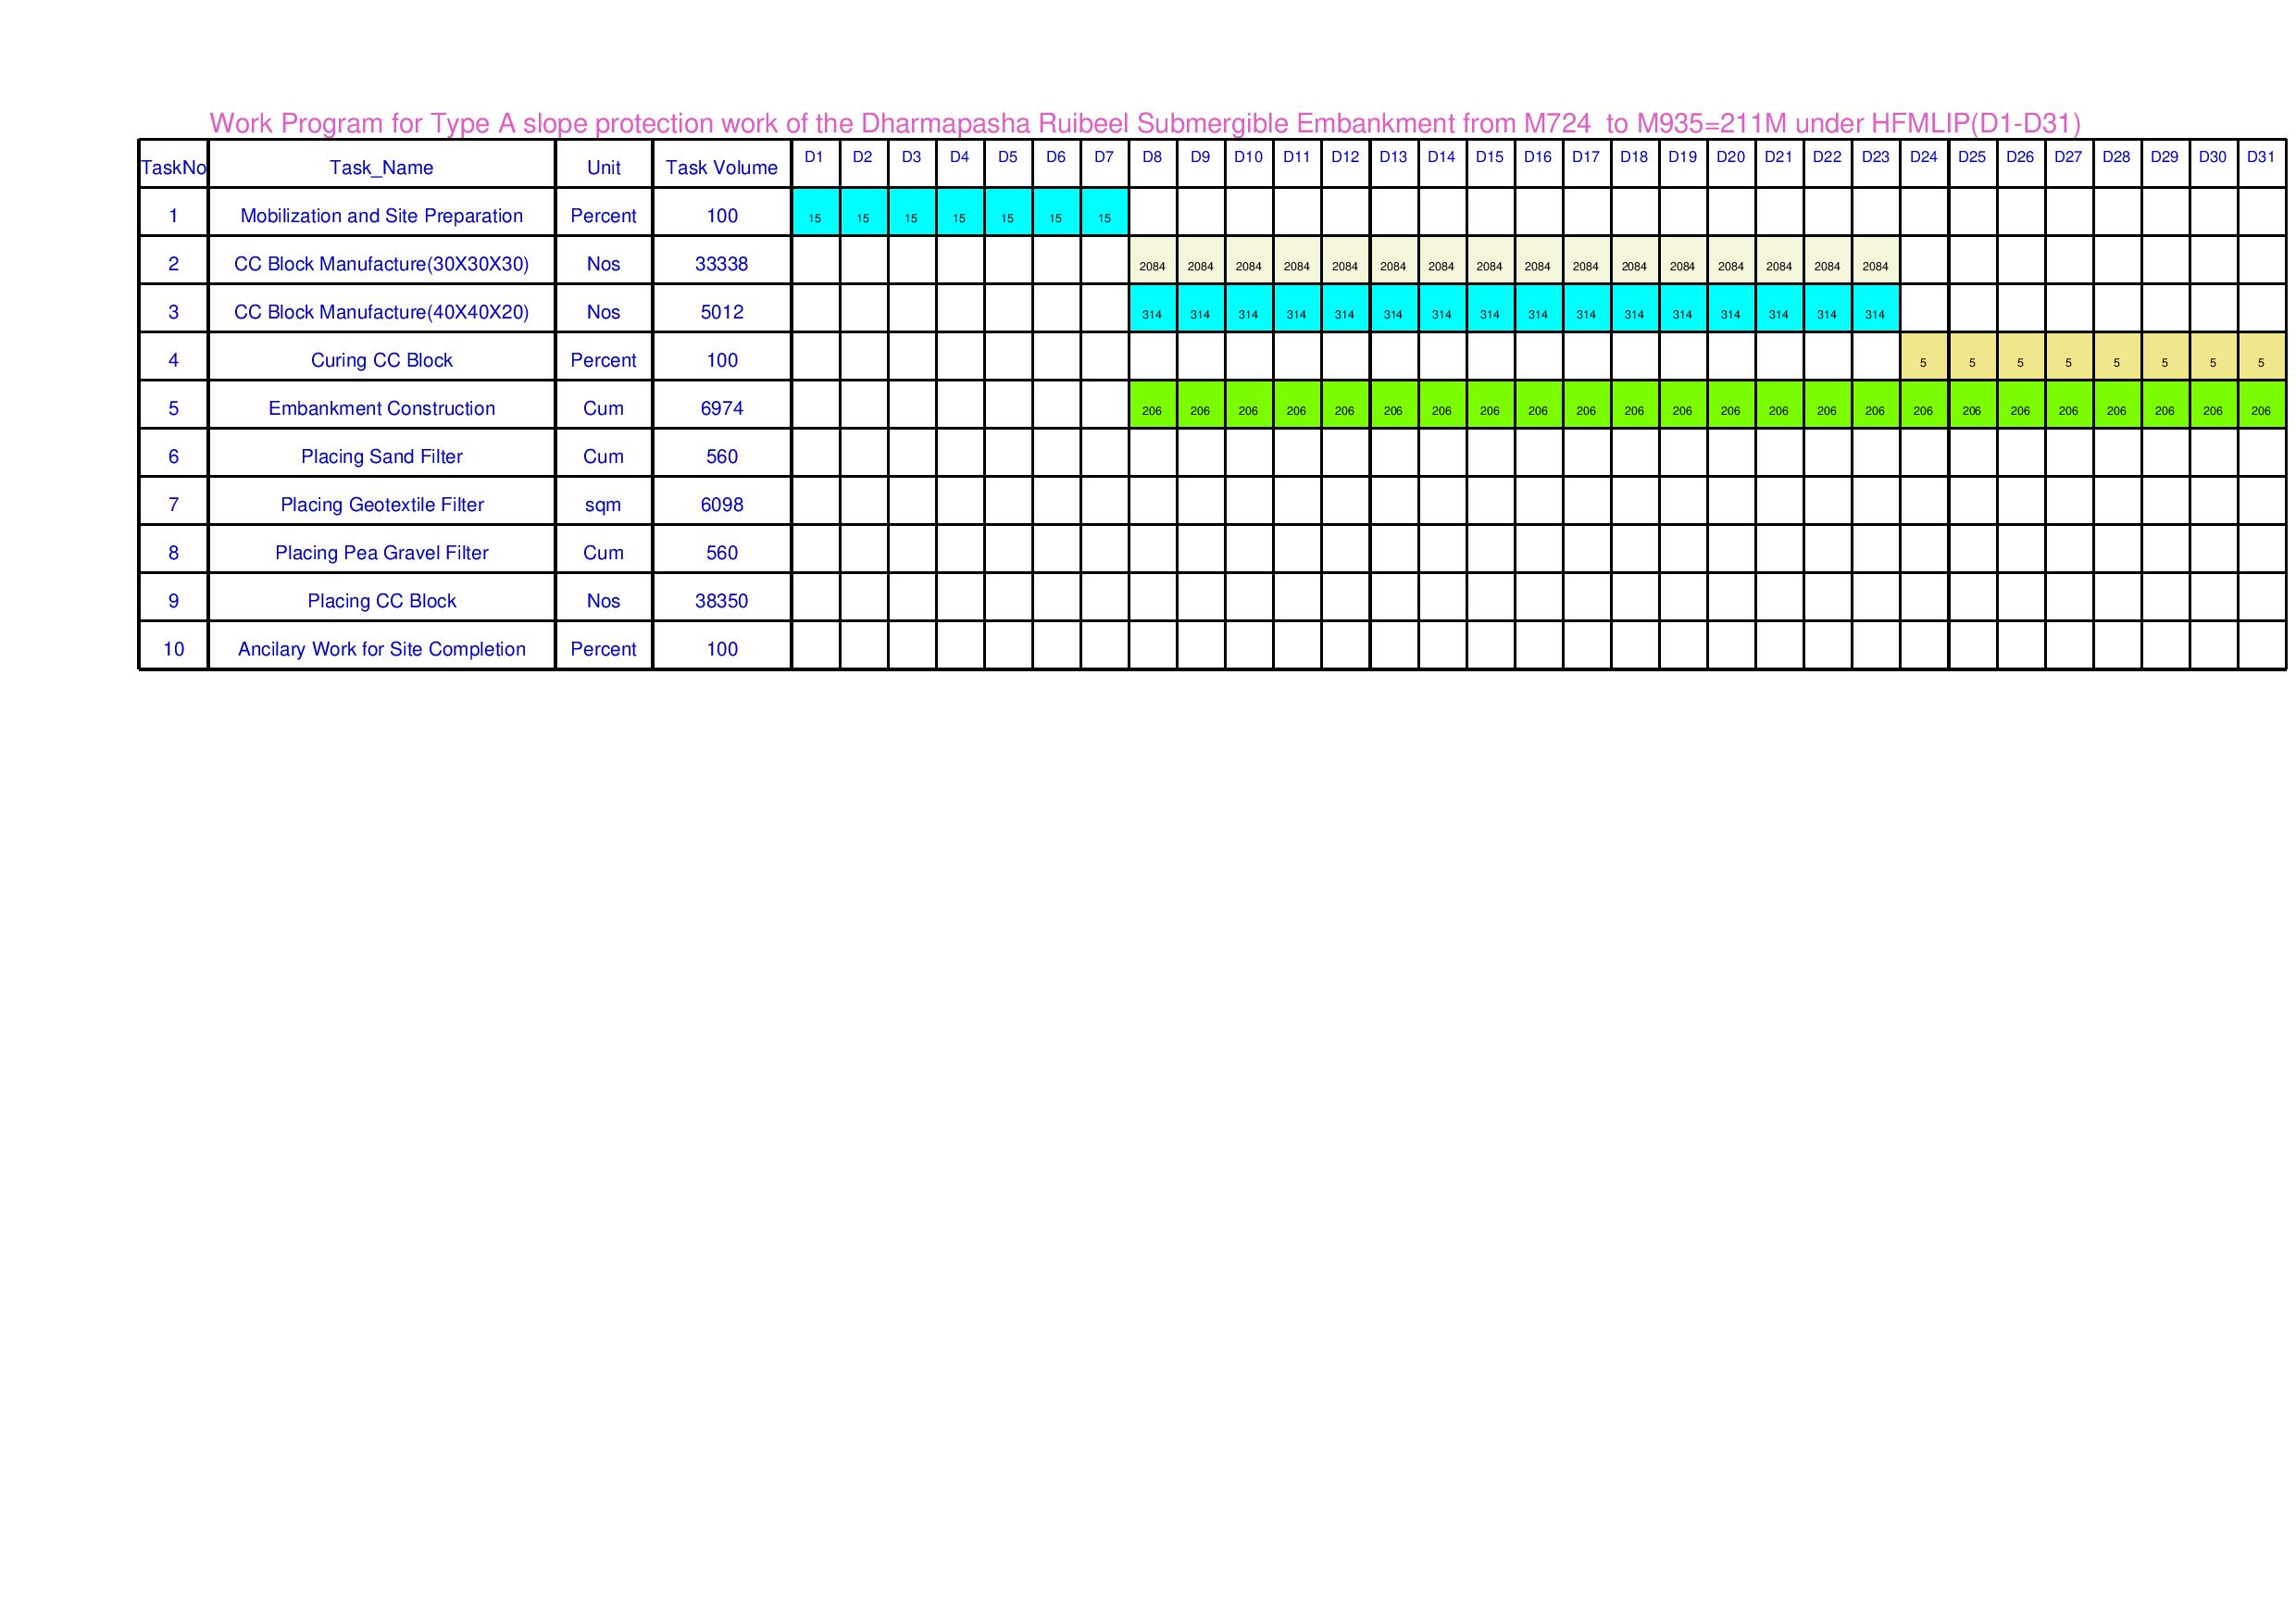 Work Program for Type A slope protection work of the Dharmapasha Ruibeel Submergible Embankment from M724 to M935=211M under HFMLIP(D1-D31)
TaskNo Task_Name Unit Task Volume D1 D2 D3 D4 D5 D6 D7 D8 D9 D10 D11 D12 D13 D14 D15 D16 D17 D18 D19 D20 D21 D22 D23 D24 D25 D26 D27 D28 D29 D30 D31
1 Mobilization and Site Preparation Percent 100 15 15 15 15 15 15 15
2 CC Block Manufacture(30X30X30) Nos 33338 2084 2084 2084 2084 2084 2084 2084 2084 2084 2084 2084 2084 2084 2084 2084 2084
3 CC Block Manufacture(40X40X20) Nos 5012 314 314 314 314 314 314 314 314 314 314 314 314 314 314 314 314
4 Curing CC Block Percent 100 5 5 5 5 5 5 5 5
5 Embankment Construction Cum 6974 206 206 206 206 206 206 206 206 206 206 206 206 206 206 206 206 206 206 206 206 206 206 206 206
6 Placing Sand Filter Cum 560
7 Placing Geotextile Filter sqm 6098
8 Placing Pea Gravel Filter Cum 560
9 Placing CC Block Nos 38350
10 Ancilary Work for Site Completion Percent 100